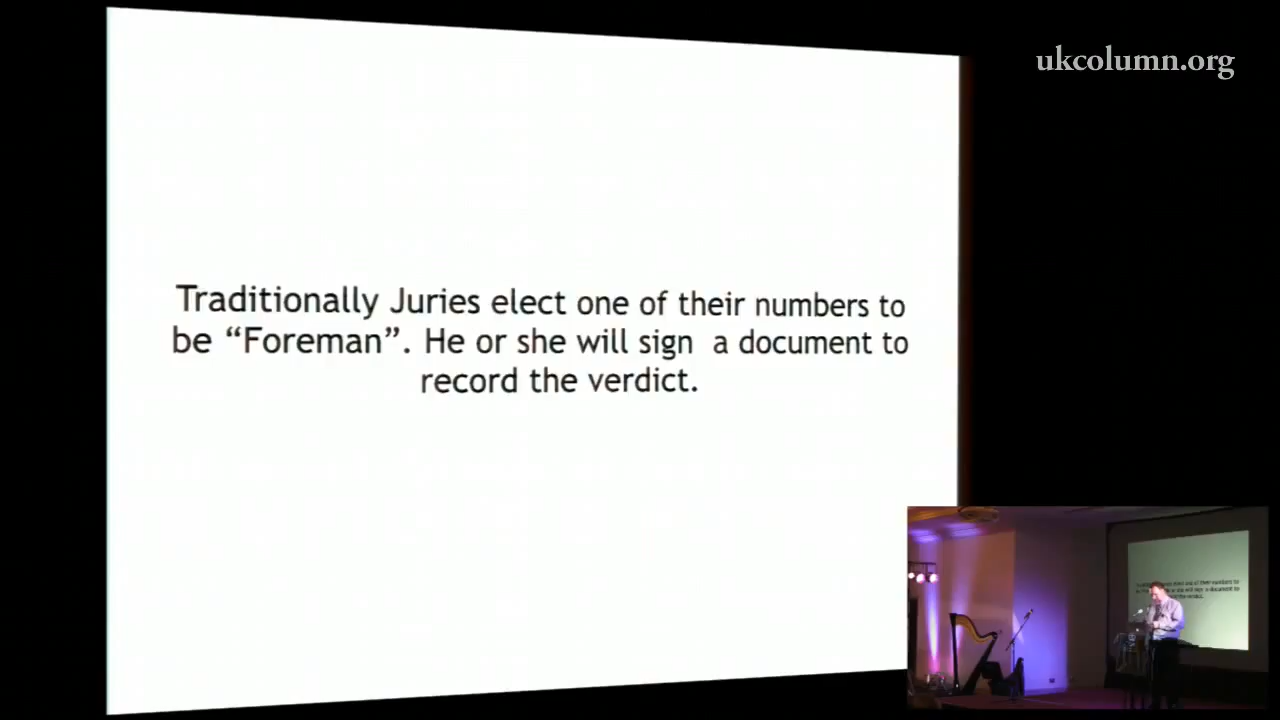 ukcolumn.org
Traditionally Juries elect one of their numbers to
be “Foreman”. He or she will sign  a document to
record the verdict.